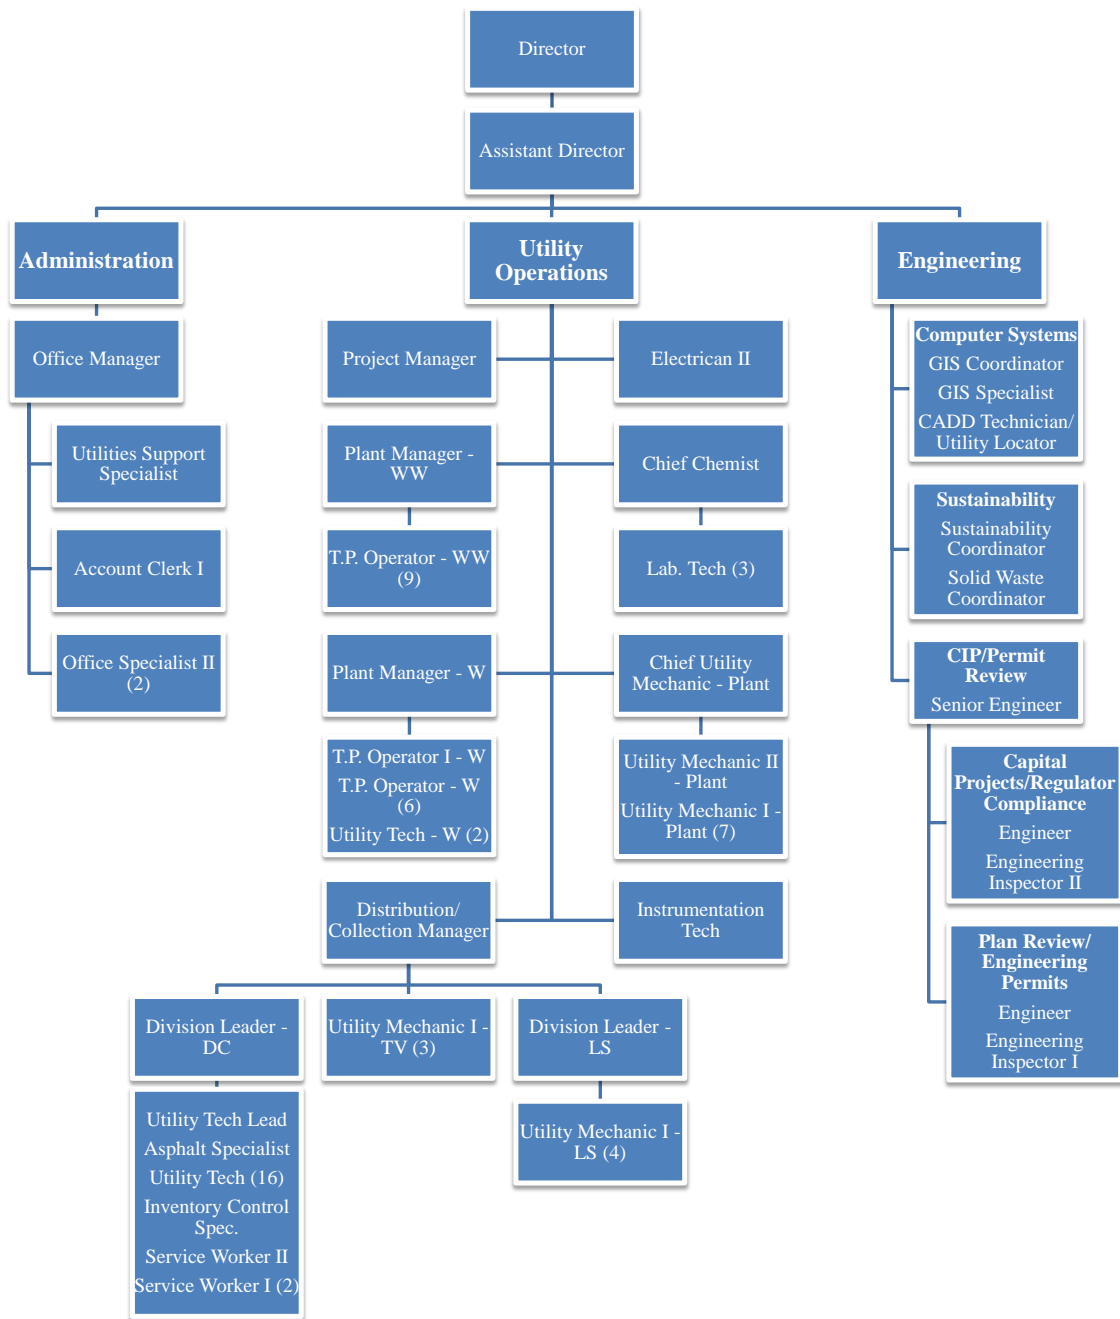 Director
Assistant Director
Administration
Utility
Operations
Engineering
Office Manager
Utilities Support
Specialist
Account Clerk I
Office Specialist II
(2)
Project Manager
Electrican II
Plant Manager -
WW
Chief Chemist
T.P. Operator - WW
(9)
Lab. Tech (3)
Plant Manager - W
Chief Utility
Mechanic - Plant
T.P. Operator I - W
T.P. Operator - W
(6)
Utility Tech - W (2)
Utility Mechanic II
- Plant
Utility Mechanic I -
Plant (7)
Distribution/
Collection Manager
Instrumentation
Tech
Division Leader -
DC
Utility Mechanic I -
TV (3)
Division Leader -
LS
Utility Tech Lead
Asphalt Specialist
Utility Tech (16)
Inventory Control
Spec.
Service Worker II
Service Worker I (2)
Utility Mechanic I -
LS (4)
Computer Systems
GIS Coordinator
GIS Specialist
CADD Technician/
Utility Locator
Sustainability
Sustainability
Coordinator
Solid Waste
Coordinator
CIP/Permit
Review
Senior Engineer
Capital
Projects/Regulator
Compliance
Engineer
Engineering
Inspector II
Plan Review/
Engineering
Permits
Engineer
Engineering
Inspector I